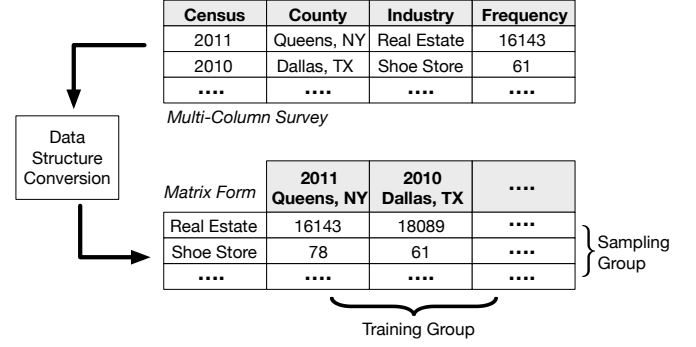 Census County Industry Frequency
2011 Queens, NY Real Estate 16143
2010 Dallas, TX Shoe Store 61
.... .... .... ....
Multi-Column Survey
Data
Structure
Conversion
Matrix Form
2011
Queens, NY
2010
Dallas, TX
....
Real Estate 16143 18089 ....
Shoe Store 78 61 ....
.... .... .... ....
Sampling
Group
Training Group